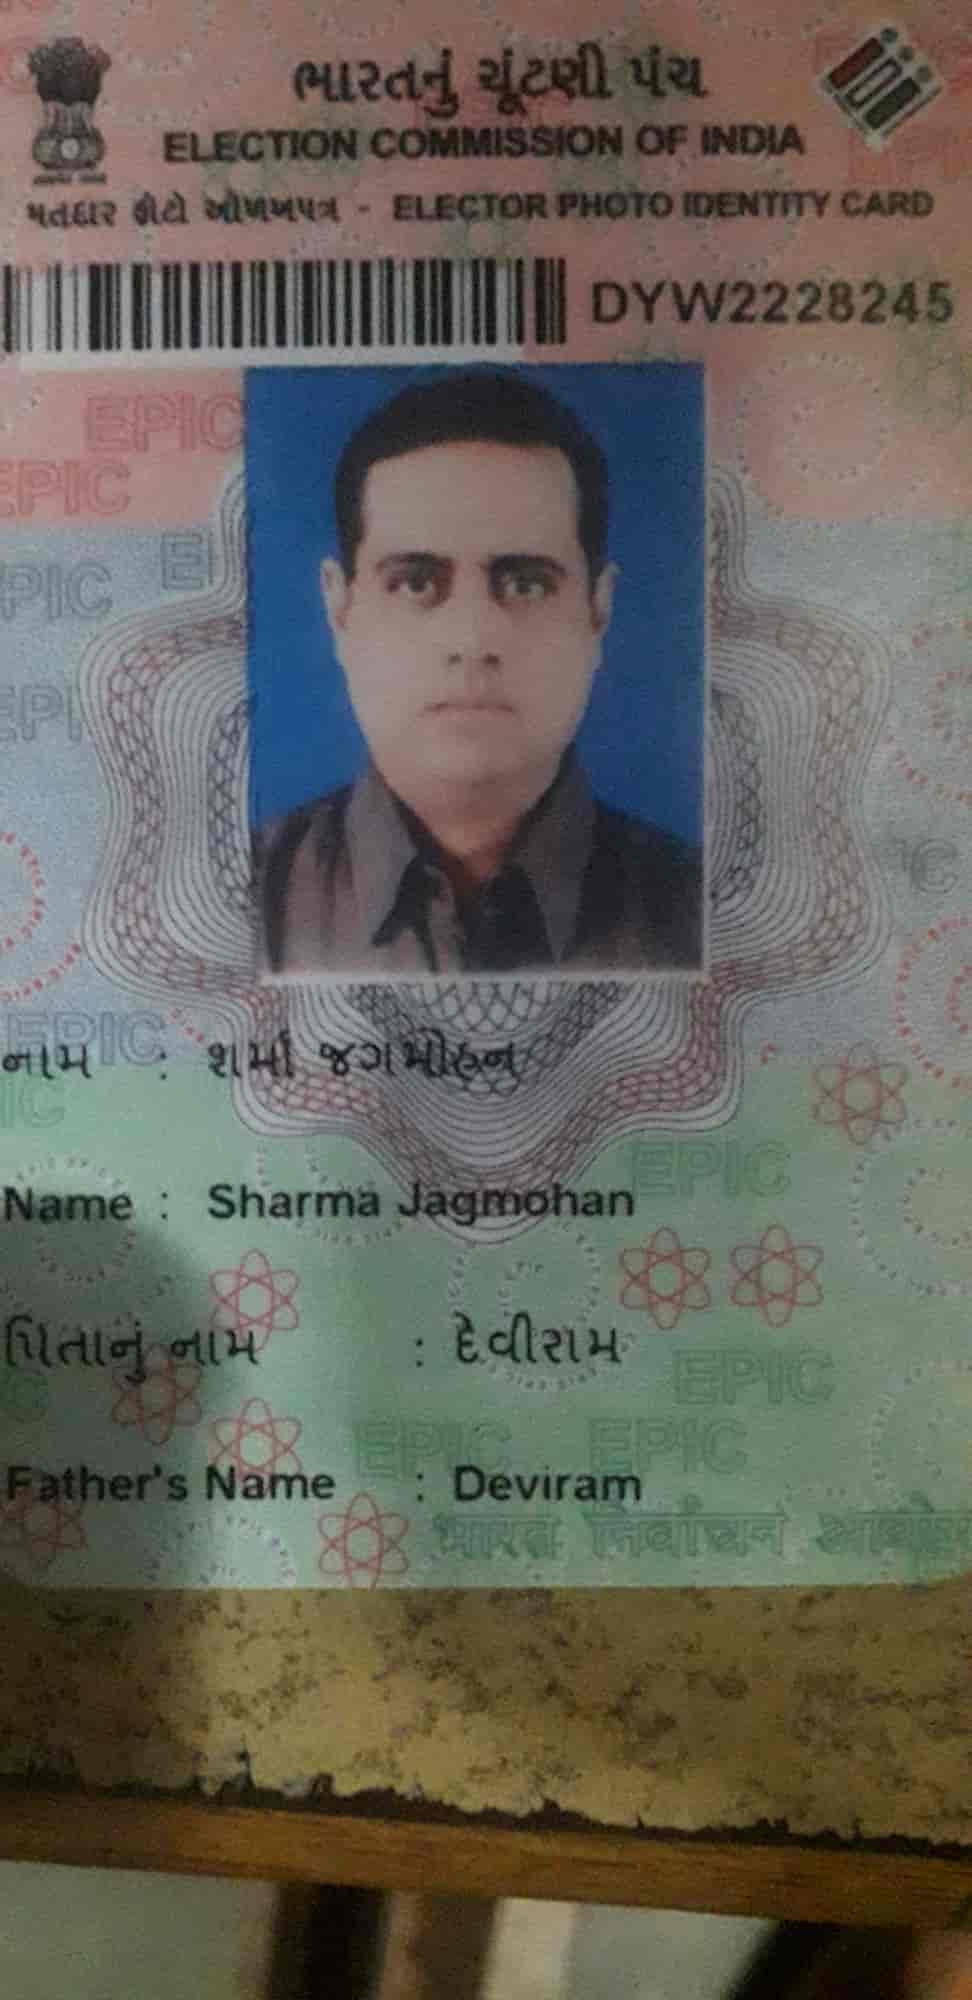 ભારતનું ચૂંટણી પંચ
ELECTION COMMISSION OF INDIA
મતદાર ફોટો ઓળખપત્ર - ELECTOR PHOTO IDENTITY CARD
DYW2228245
EPIC
EPIC
EPIC
EPIC
નામ : શર્મા જગમોહન
EPIC
Name : Sharma Jagmohan
પિતાનું નામ : દેવીરામ
EPIC
EPIC EPIC
Father's Name : Deviram
भारत निर्वाचन आयोग